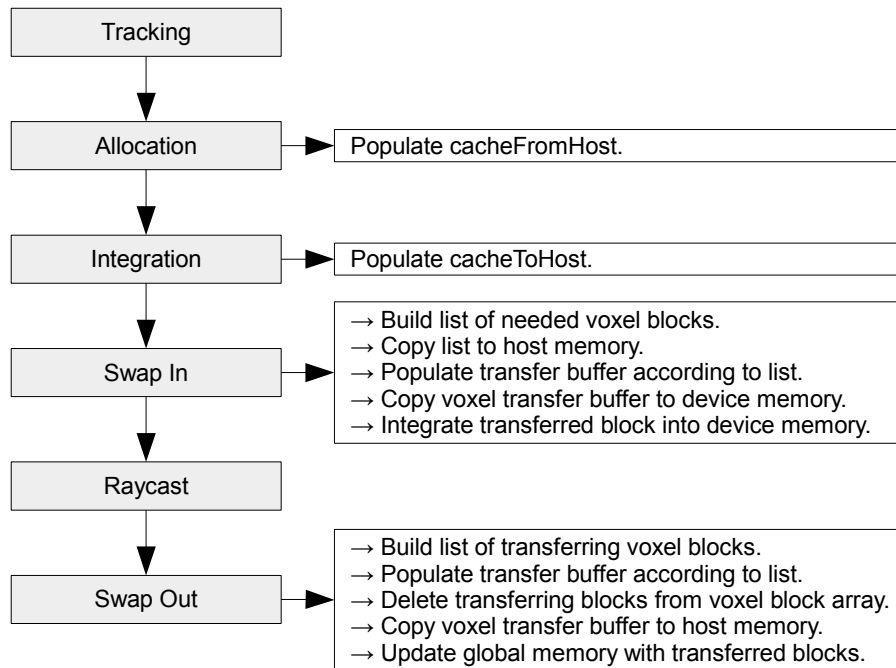 Tracking
Allocation
Populate cacheFromHost.
Integration
Populate cacheToHost.
Swap In
→ Build list of needed voxel blocks.
→ Copy list to host memory.
→ Populate transfer buffer according to list.
→ Copy voxel transfer buffer to device memory.
→ Integrate transferred block into device memory.
Raycast
Swap Out
→ Build list of transferring voxel blocks.
→ Populate transfer buffer according to list.
→ Delete transferring blocks from voxel block array.
→ Copy voxel transfer buffer to host memory.
→ Update global memory with transferred blocks.